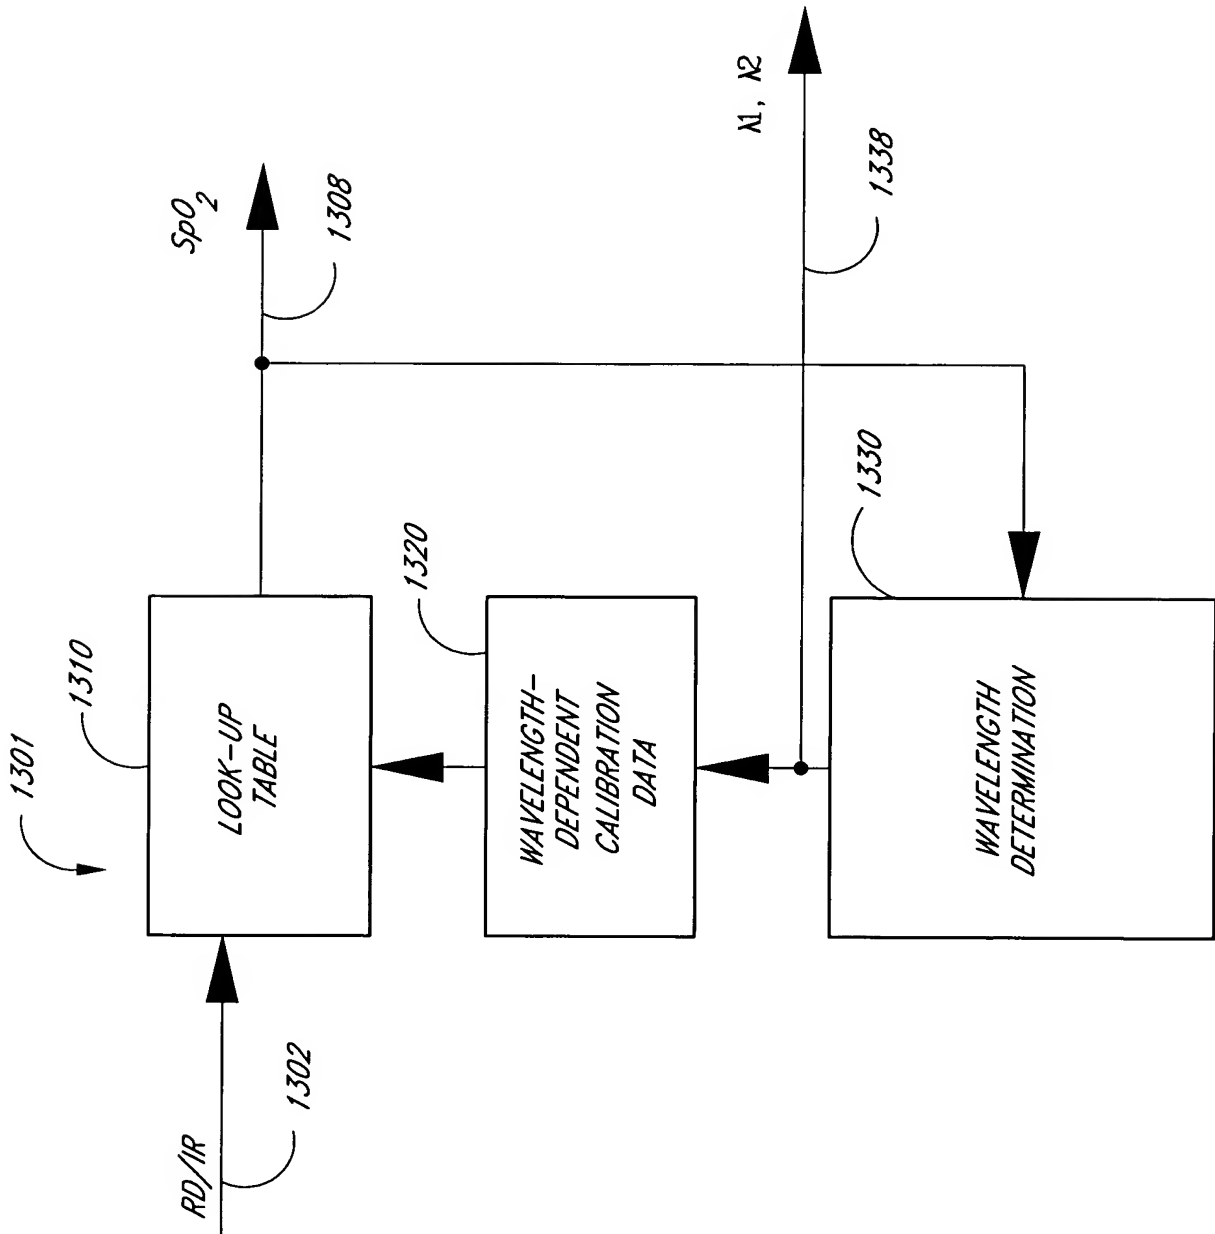 1301
1310
LOOK-UP
TABLE
RD/IR
1302
SpO2
1308
1320
WAVELENGTH-
DEPENDENT
CALIBRATION
DATA
λ1, λ2
1338
1330
WAVELENGTH
DETERMINATION